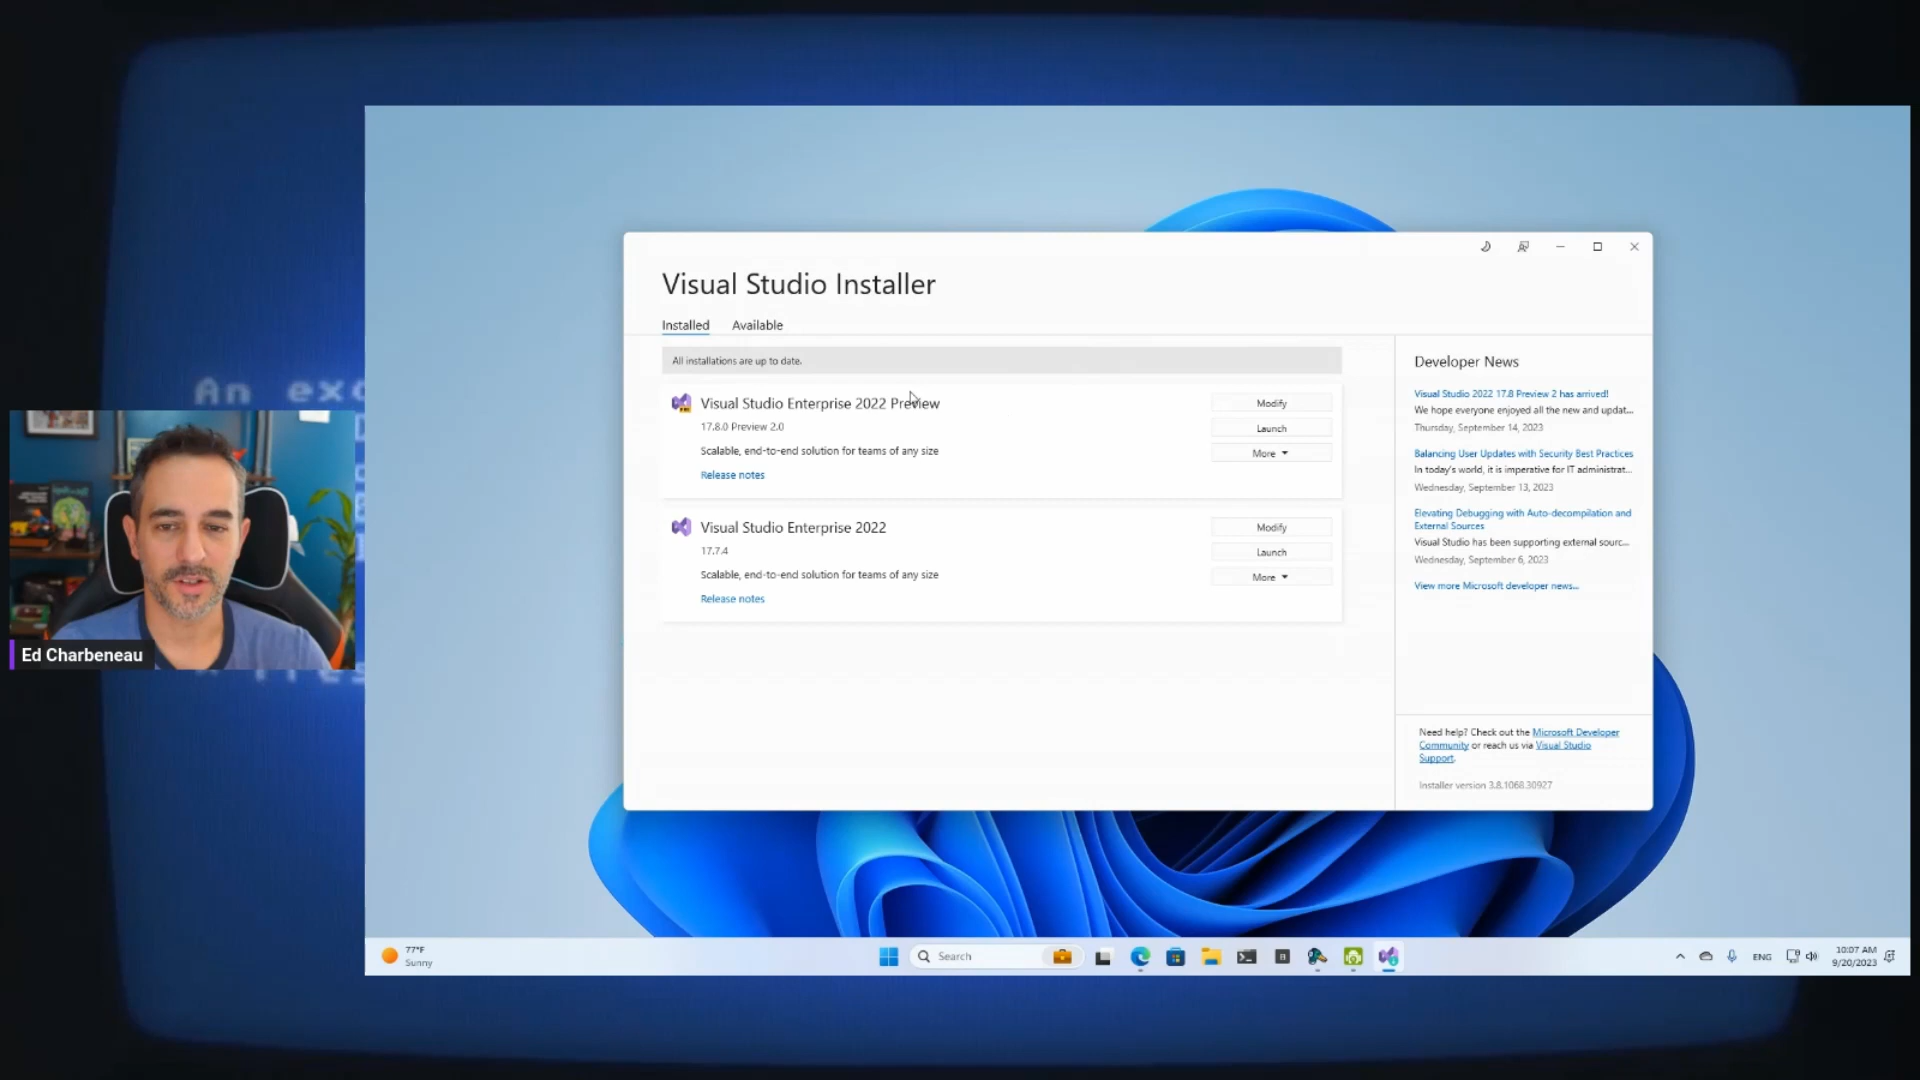 An exc
Ed Charbeneau
Visual Studio Installer
Installed
Available
All installations are up to date.
Visual Studio Enterprise 2022 Preview
17.8.0 Preview 2.0
Scalable, end-to-end solution for teams of any size
Release notes
Modify
Launch
More
Visual Studio Enterprise 2022
17.7.4
Scalable, end-to-end solution for teams of any size
Release notes
Modify
Launch
More
Developer News
Visual Studio 2022 17.8 Preview 2 has arrived!
We hope everyone enjoyed all the new and updat...
Thursday, September 14, 2023
Balancing User Updates with Security Best Practices
In today's world, it is imperative for IT administrat...
Wednesday, September 13, 2023
Elevating Debugging with Auto-decompilation and
External Sources
Visual Studio has been supporting external sourc...
Wednesday, September 6, 2023
View more Microsoft developer news...
Need help? Check out the Microsoft Developer
Community or reach us via Visual Studio
Support.
Installer version 3.8.1068.30927
77°F
Sunny
Search
ENG
10:07 AM
9/20/2023